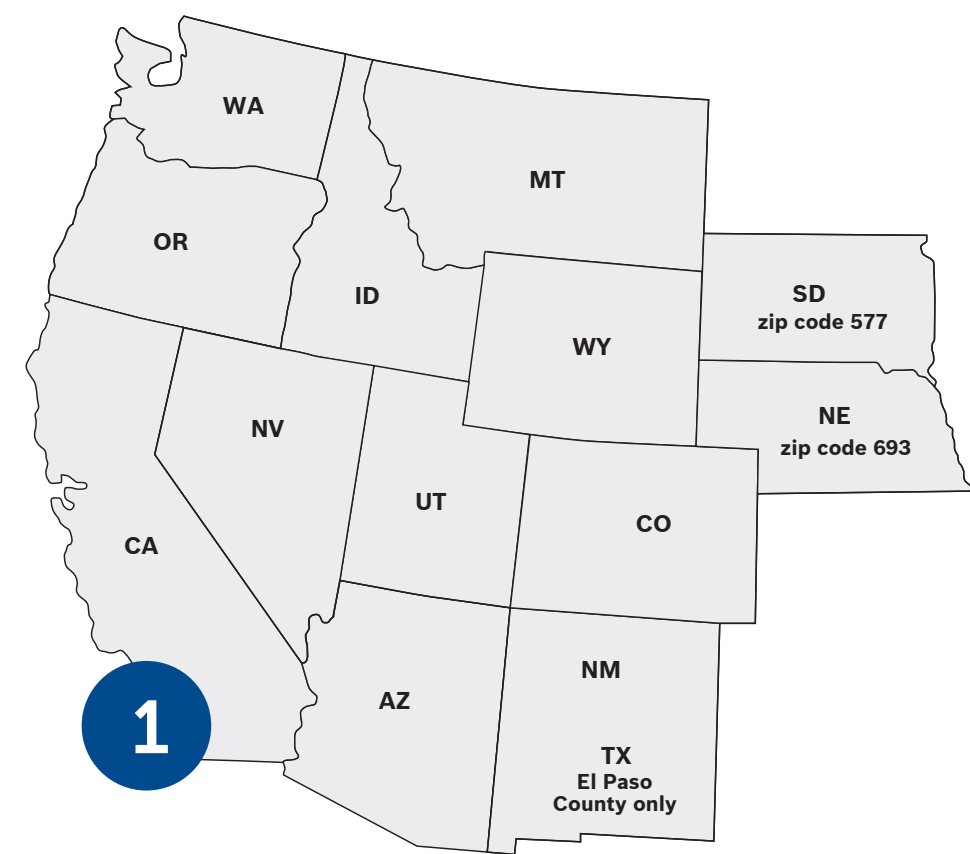 WA
MT
OR
ID
SD
zip code 577
WY
NE
zip code 693
NV
UT
CO
CA
NM
AZ
1
TX
El Paso
County only